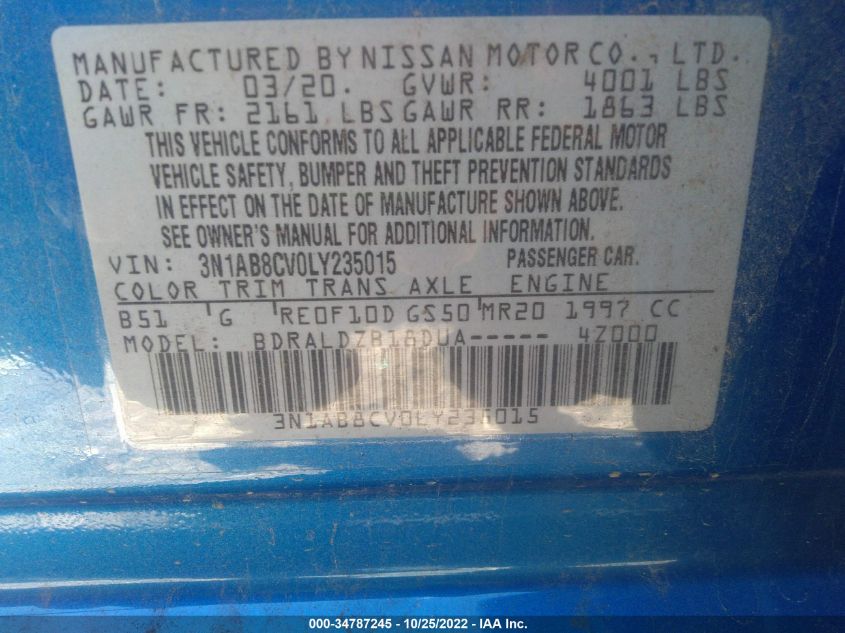 MANUFACTURED BY NISSAN MOTOR CO., LTD.
DATE: 03/20. GVWR: 4001 LBS
GAWR FR: 2161 LBS GAWR RR: 1863 LBS
THIS VEHICLE CONFORMS TO ALL APPLICABLE FEDERAL MOTOR
VEHICLE SAFETY, BUMPER AND THEFT PREVENTION STANDARDS
IN EFFECT ON THE DATE OF MANUFACTURE SHOWN ABOVE.
SEE OWNER'S MANUAL FOR ADDITIONAL INFORMATION.
VIN: 3N1AB8CV0LY235015 PASSENGER CAR.
COLOR TRIM TRANS AXLE ENGINE
B51 G RE0F10D GS50 MR20 1997 CC
MODEL: BDRALDZB18DUA----- 4Z000
3N1AB8CV0LY235015
000-34787245 - 10/25/2022 - IAA Inc.